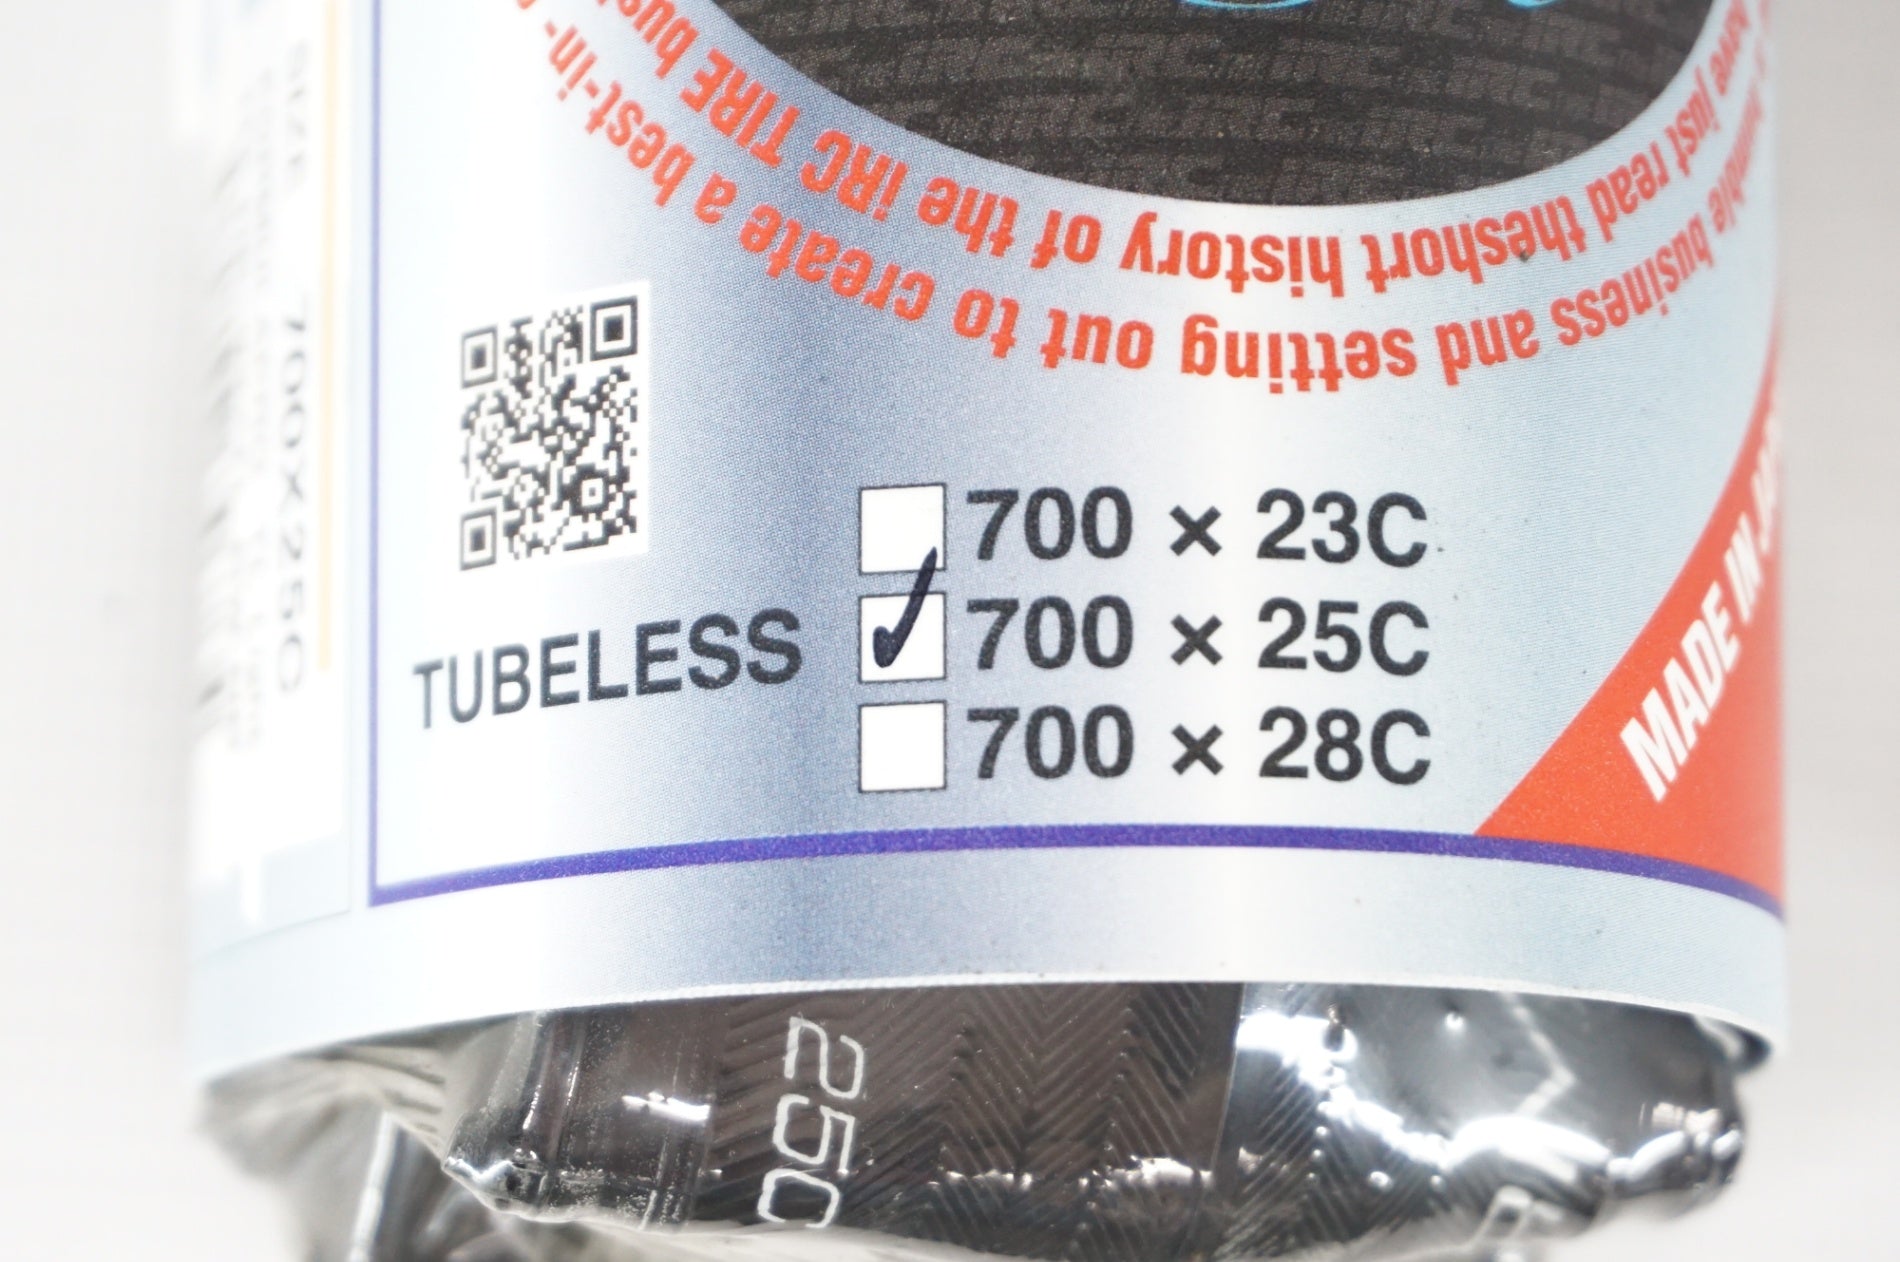 have just read theshort history of the iRC TIRE
business and setting out to create a best-in-
SIZE 700X25C
TUBELESS
700 × 23C
700 × 25C
700 × 28C
MADE IN
25C